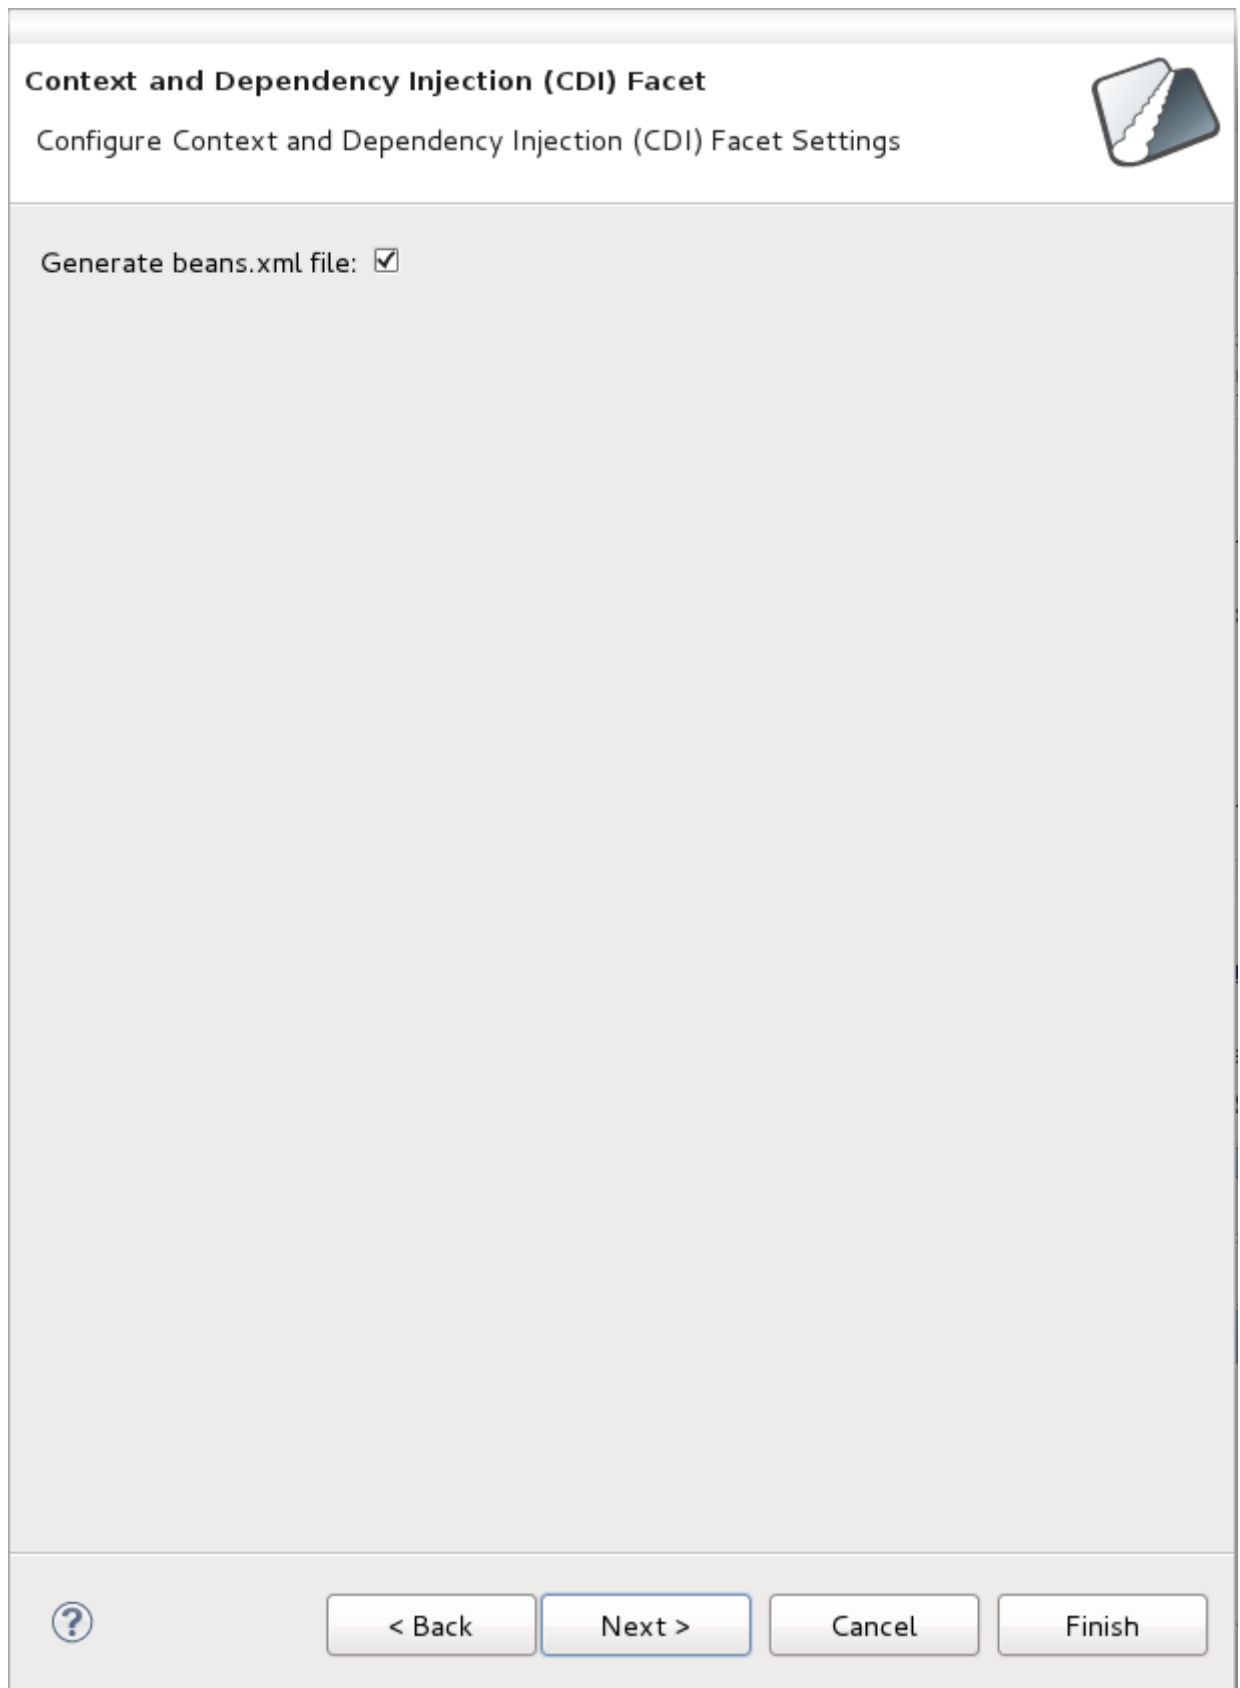 Context and Dependency Injection (CDI) Facet
Configure Context and Dependency Injection (CDI) Facet Settings
Generate beans.xml file:
?
< Back
Next >
Cancel
Finish